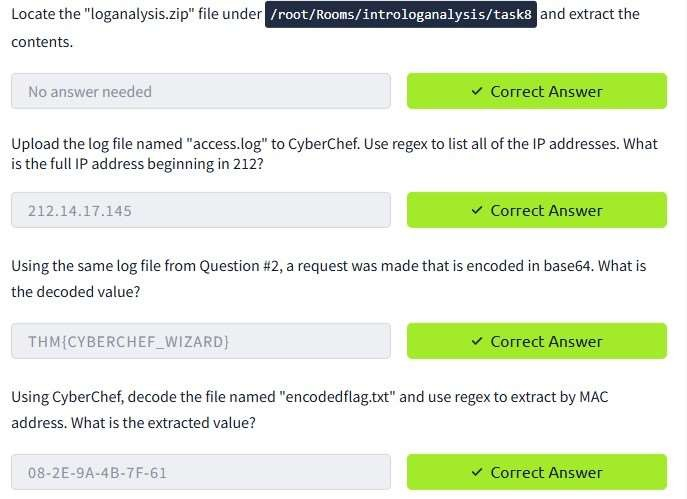 Locate the "loganalysis.zip" file under /root/Rooms/introloganalysis/task8 and extract the
contents.
No answer needed
✓ Correct Answer
Upload the log file named "access.log" to CyberChef. Use regex to list all of the IP addresses. What
is the full IP address beginning in 212?
212.14.17.145
✓ Correct Answer
Using the same log file from Question #2, a request was made that is encoded in base64. What is
the decoded value?
THM{CYBERCHEF_WIZARD}
✓ Correct Answer
Using CyberChef, decode the file named "encodedflag.txt" and use regex to extract by MAC
address. What is the extracted value?
08-2E-9A-4B-7F-61
✓ Correct Answer